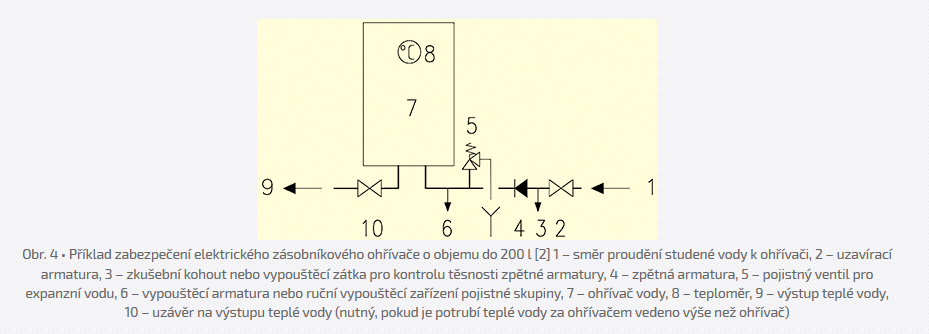 °C 8
7
5
9
1
10
6
4 3 2
Obr. 4 • Příklad zabezpečení elektrického zásobníkového ohřívače o objemu do 200 l [2] 1 – směr proudění studené vody k ohřívači, 2 – uzavírací
armatura, 3 – zkušební kohout nebo vypouštěcí zátka pro kontrolu těsnosti zpětné armatury, 4 – zpětná armatura, 5 – pojistný ventil pro
expanzní vodu, 6 – vypouštěcí armatura nebo ruční vypouštěcí zařízení pojistné skupiny, 7 – ohřívač vody, 8 – teploměr, 9 – výstup teplé vody,
10 – uzávěr na výstupu teplé vody (nutný, pokud je potrubí teplé vody za ohřívačem vedeno výše než ohřívač)